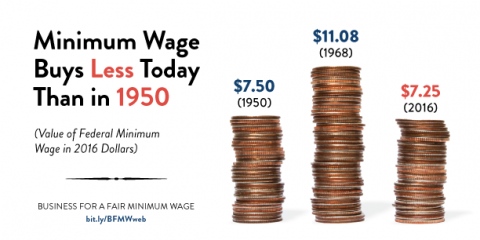 Minimum Wage
Buys Less Today
Than in 1950
(Value of Federal Minimum
Wage in 2016 Dollars)
BUSINESS FOR A FAIR MINIMUM WAGE
bit.ly/BFMWweb
$7.50
(1950)
$11.08
(1968)
$7.25
(2016)